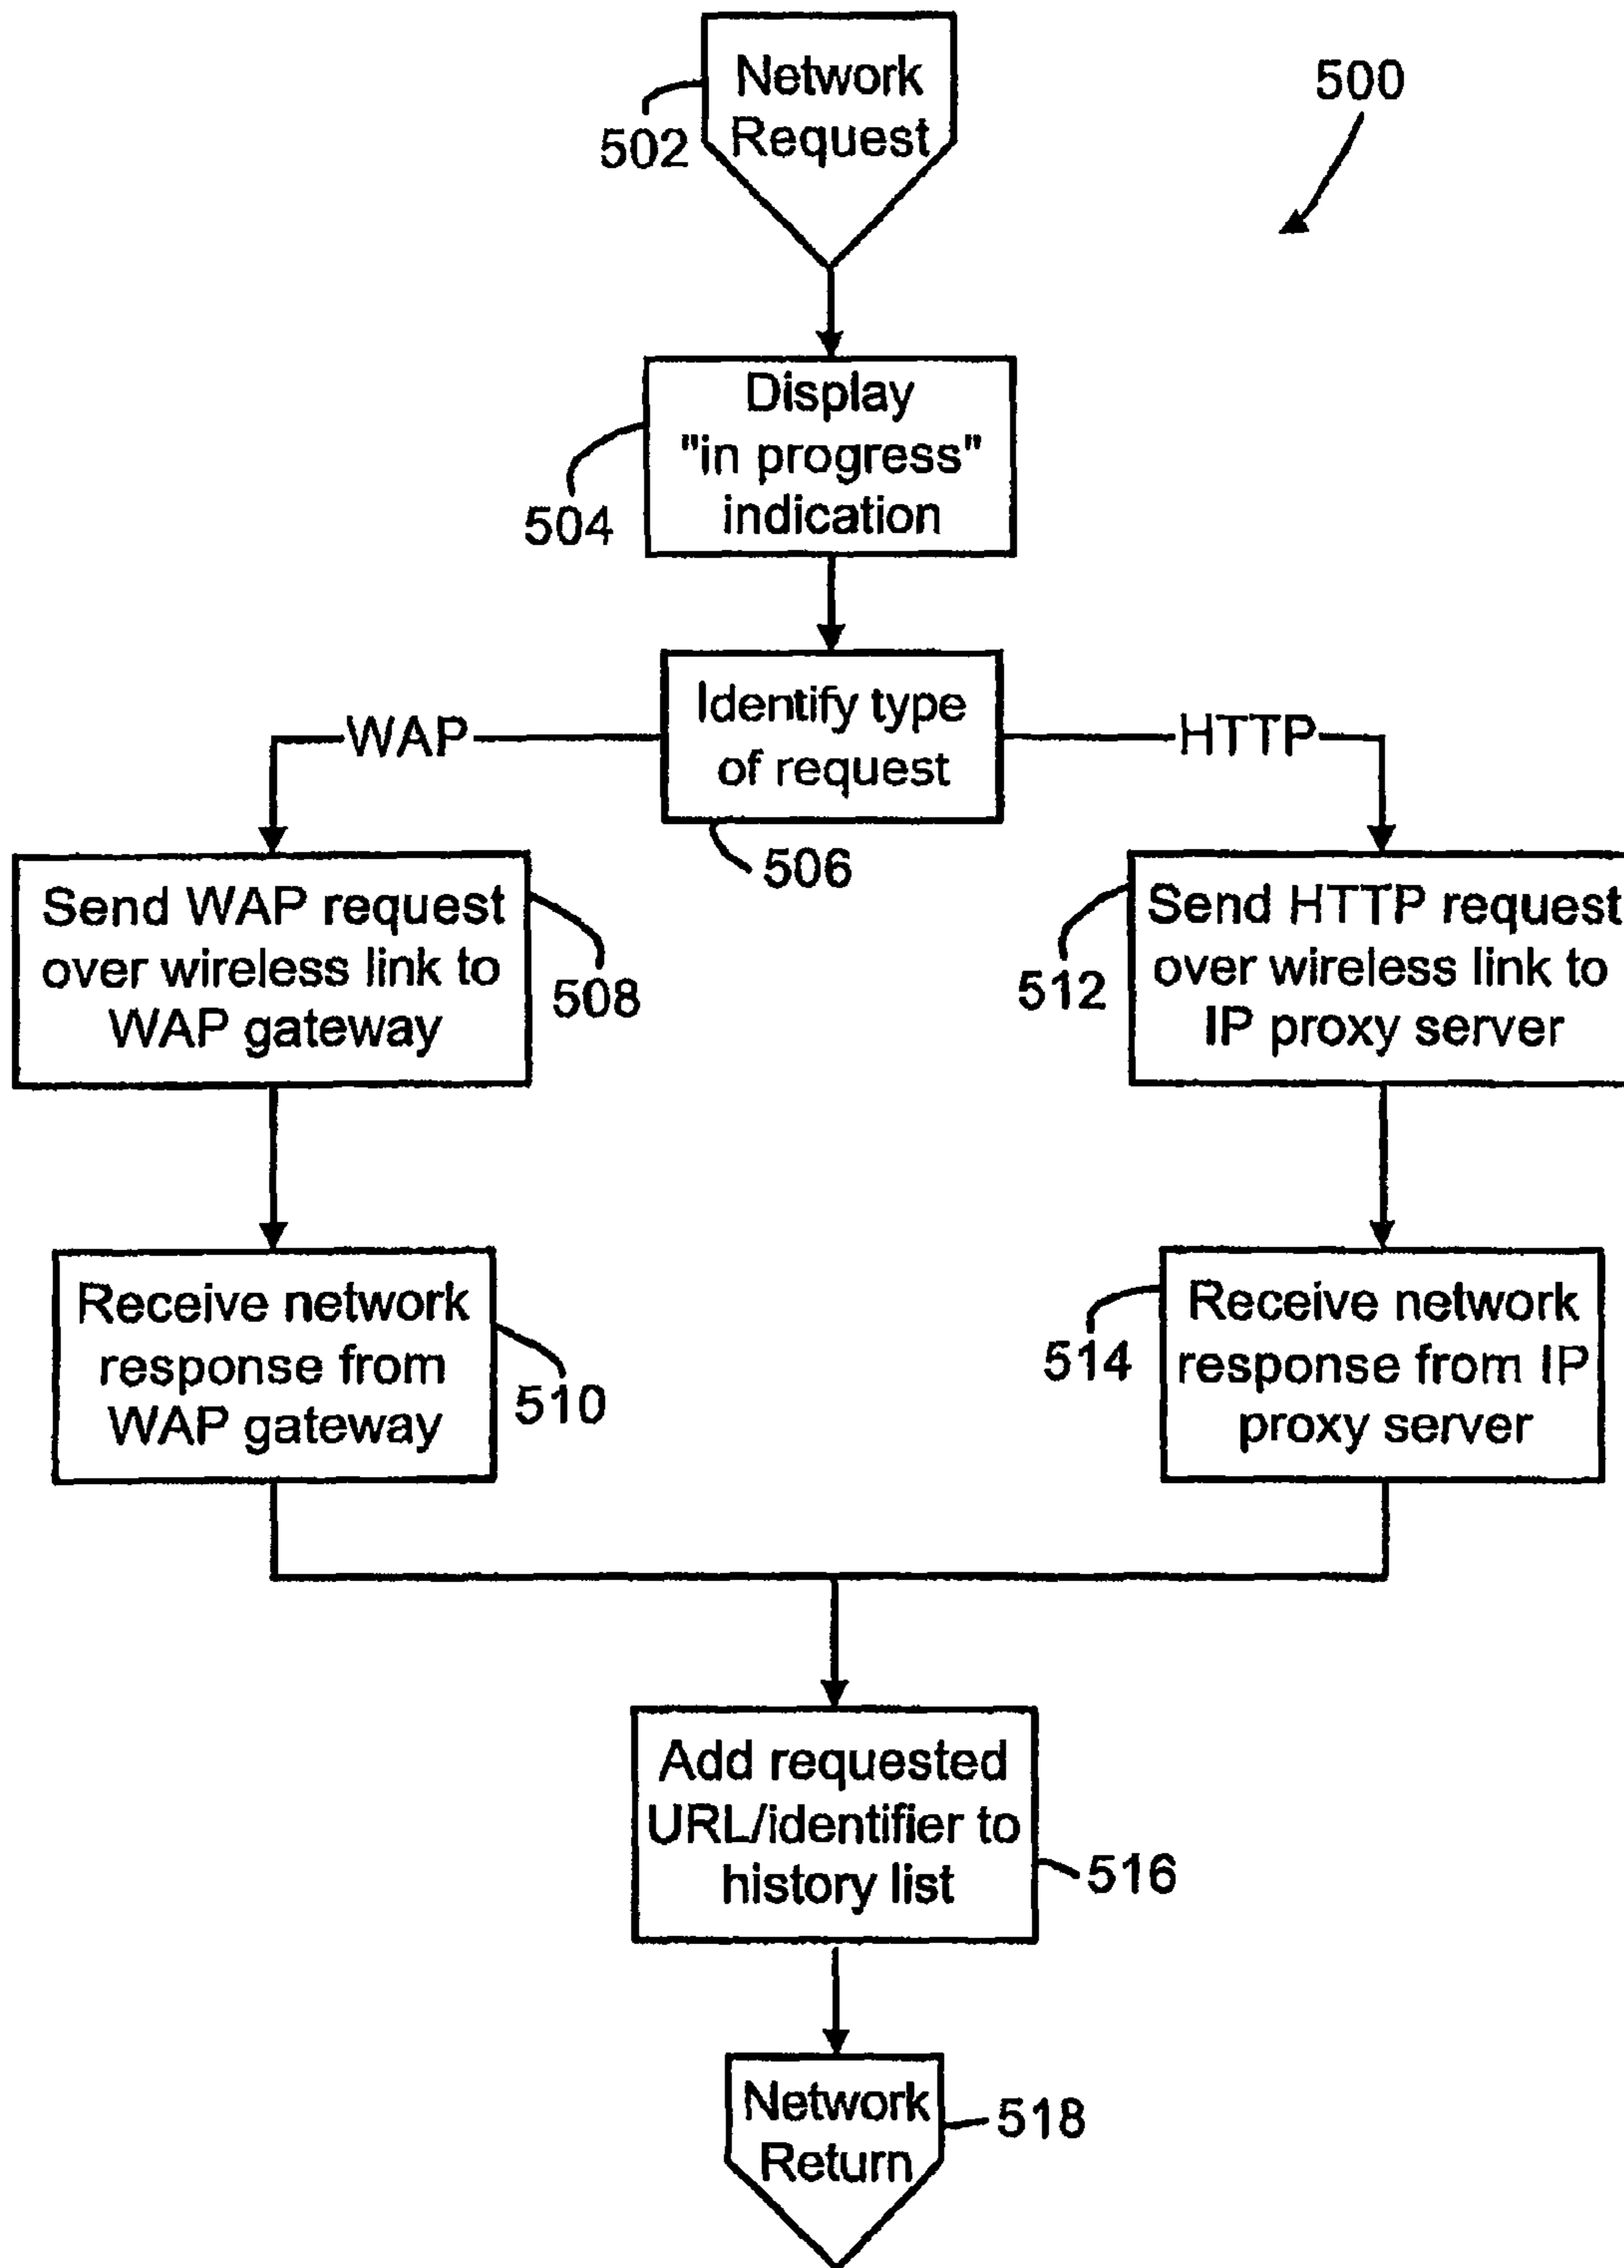 Network
Request
502
500
Display
"in progress"
indication
504
Identify type
of request
506
WAP
HTTP
Send WAP request
over wireless link to
WAP gateway
508
Send HTTP request
over wireless link to
IP proxy server
512
Receive network
response from
WAP gateway
510
Receive network
response from IP
proxy server
514
Add requested
URL/identifier to
history list
516
Network
Return
518